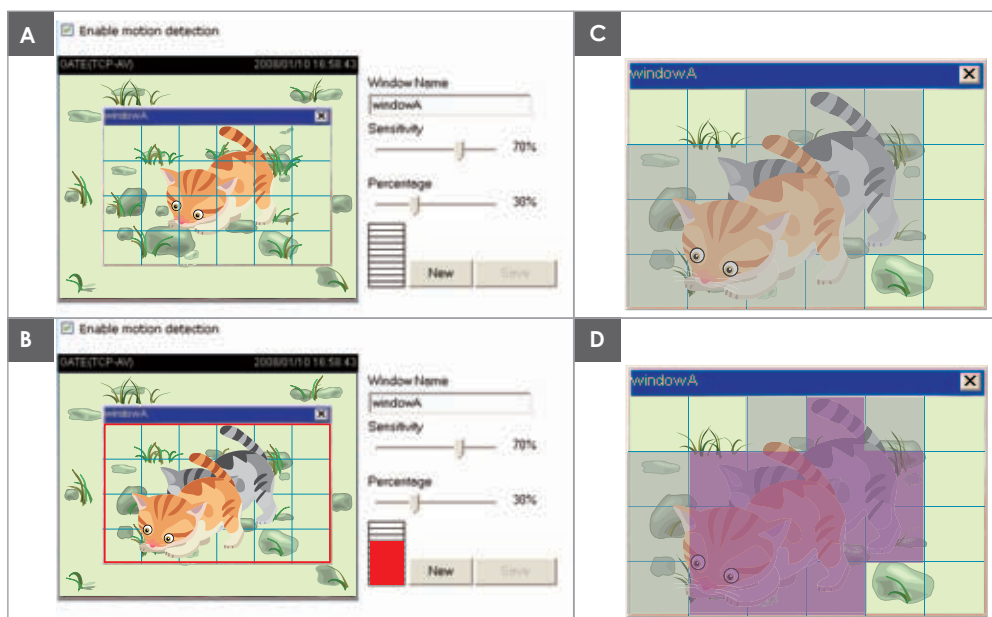 A
Enable motion detection
GATE(TCP-AV) 2008/01/10 16:58:43
windowA
Window Name
windowA
Sensitivity
70%
Percentage
30%
New
Save
C
windowA
B
Enable motion detection
GATE(TCP-AV) 2008/01/10 16:58:43
windowA
Window Name
windowA
Sensitivity
70%
Percentage
30%
New
Save
D
windowA